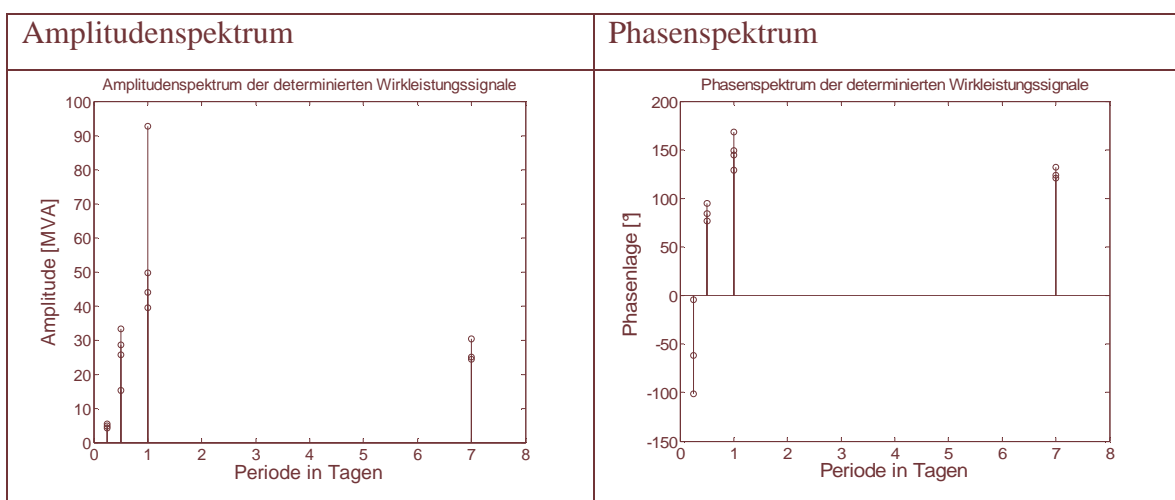 Amplitudenspektrum
Phasenspektrum
Amplitudenspektrum der determinierten Wirkleistungssignale
100
90
80
70
60
50
40
30
20
10
0
Amplitude [MVA]
0 1 2 3 4 5 6 7 8
Periode in Tagen
Phasenspektrum der determinierten Wirkleistungssignale
200
150
100
50
0
-50
-100
-150
Phasenlage [°]
0 1 2 3 4 5 6 7 8
Periode in Tagen